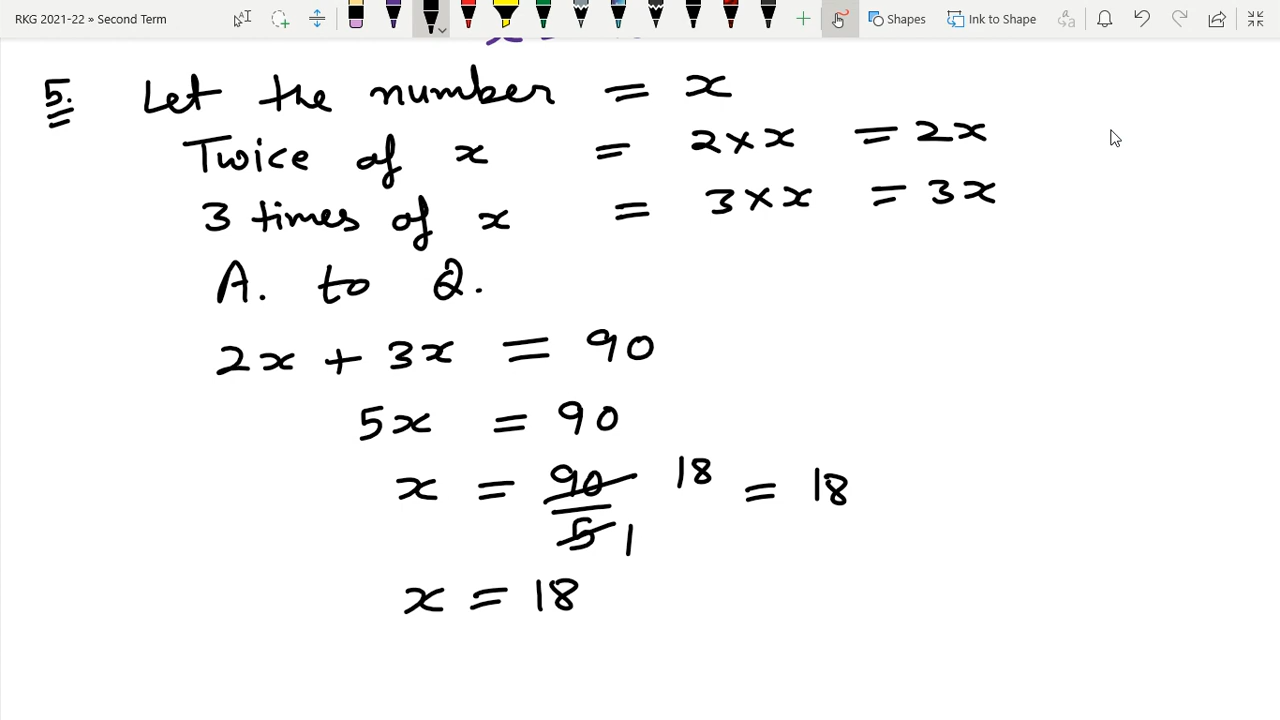 RKG 2021-22 » Second Term
Shapes
Ink to Shape
5. Let the number = x
Twice of x = 2 × x = 2x
3 times of x = 3 × x = 3x
A. to Q.
2x + 3x = 90
5x = 90
x = 90/5 18/1 = 18
x = 18